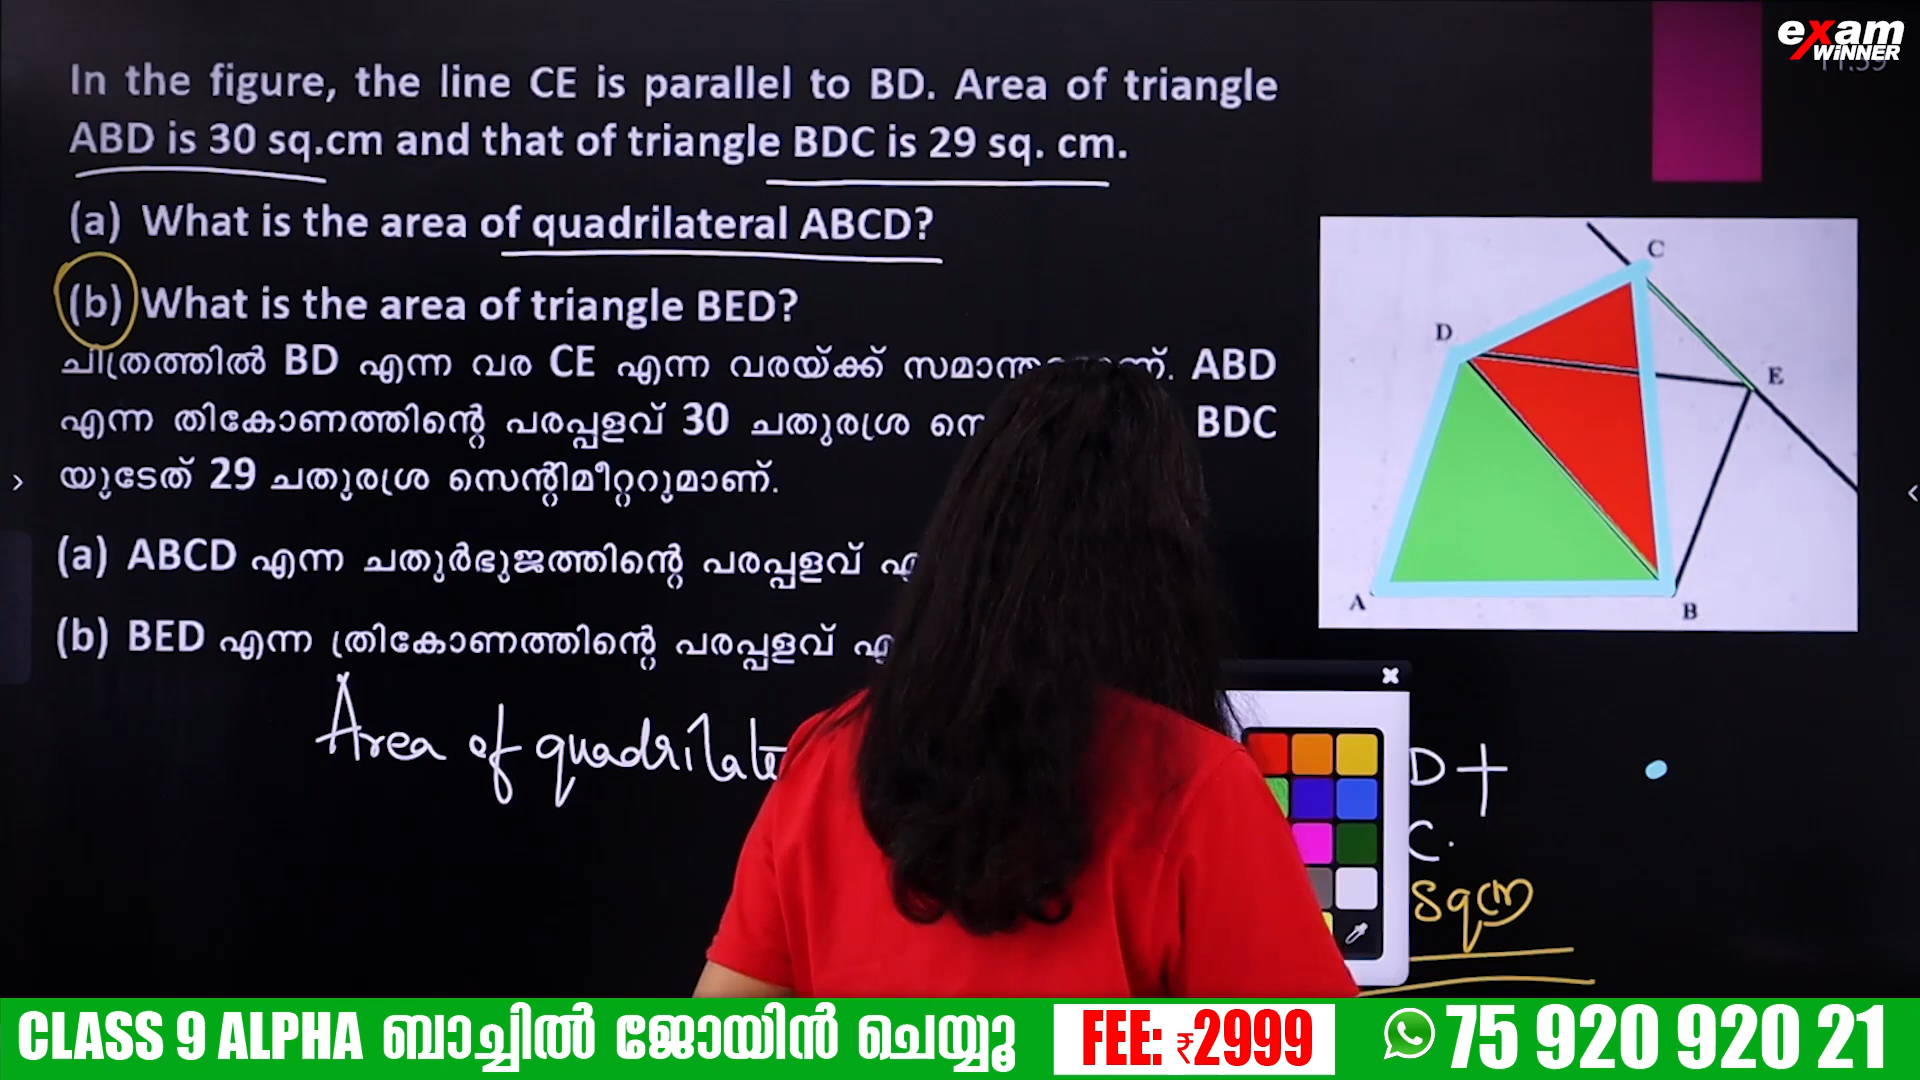 exam
WINNER
In the figure, the line CE is parallel to BD. Area of triangle
ABD is 30 sq.cm and that of triangle BDC is 29 sq. cm.
(a) What is the area of quadrilateral ABCD?
(b) What is the area of triangle BED?
ചിത്രത്തിൽ BD എന്ന വര CE എന്ന വരയ്ക്ക് ABD
എന്ന തികോണത്തിന്റെ പരപ്പളവ് 30 ചതുരശ്ര BDC
യുടേത് 29 ചതുരശ്ര സെന്റിമീറ്ററുമാണ്.
(a) ABCD എന്ന ചതുർഭുജത്തിന്റെ പരപ്പളവ്
(b) BED എന്ന ത്രികോണത്തിന്റെ പരപ്പളവ്
C
D
E
A
B
Area of
D +
C.
CLASS 9 ALPHA ബാച്ചിൽ ജോയിൻ ചെയ്യൂ
FEE: ₹2999
75 920 920 21